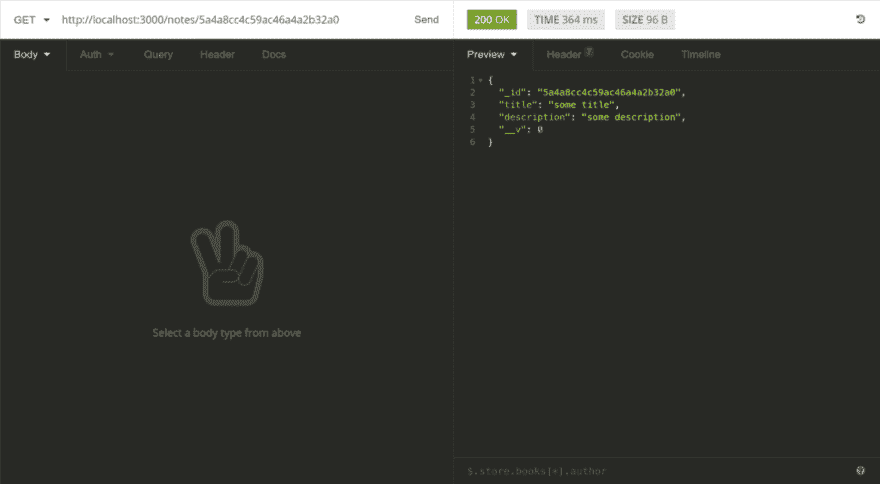 GET http://localhost:3000/notes/5a4a8cc4c59ac46a4a2b32a0 Send
200 OK TIME 364 ms SIZE 96 B
Body Auth Query Header Docs
Preview Header 7 Cookie Timeline
1 {
2 "_id": "5a4a8cc4c59ac46a4a2b32a0",
3 "title": "some title",
4 "description": "some description",
5 "__v": 0
6 }
Select a body type from above
$.store.books[*].author